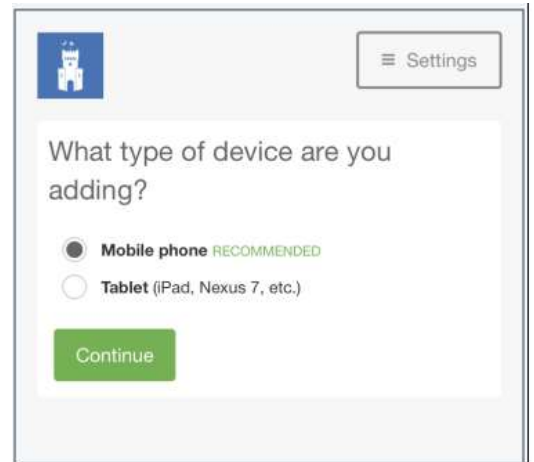 ≡ Settings
What type of device are you
adding?
Mobile phone RECOMMENDED
Tablet (iPad, Nexus 7, etc.)
Continue